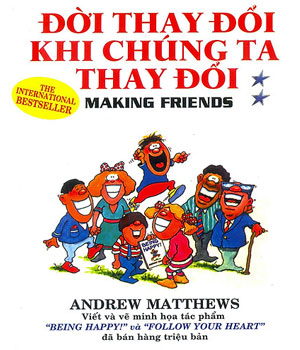 ĐỜI THAY ĐỔI
KHI CHÚNG TA
THAY ĐỔI
THE
INTERNATIONAL
BESTSELLER
MAKING FRIENDS
BEING
HAPPY!
ANDREW MATTHEWS
Viết và vẽ minh họa tác phẩm
“BEING HAPPY!” và “FOLLOW YOUR HEART”
đã bán hàng triệu bản